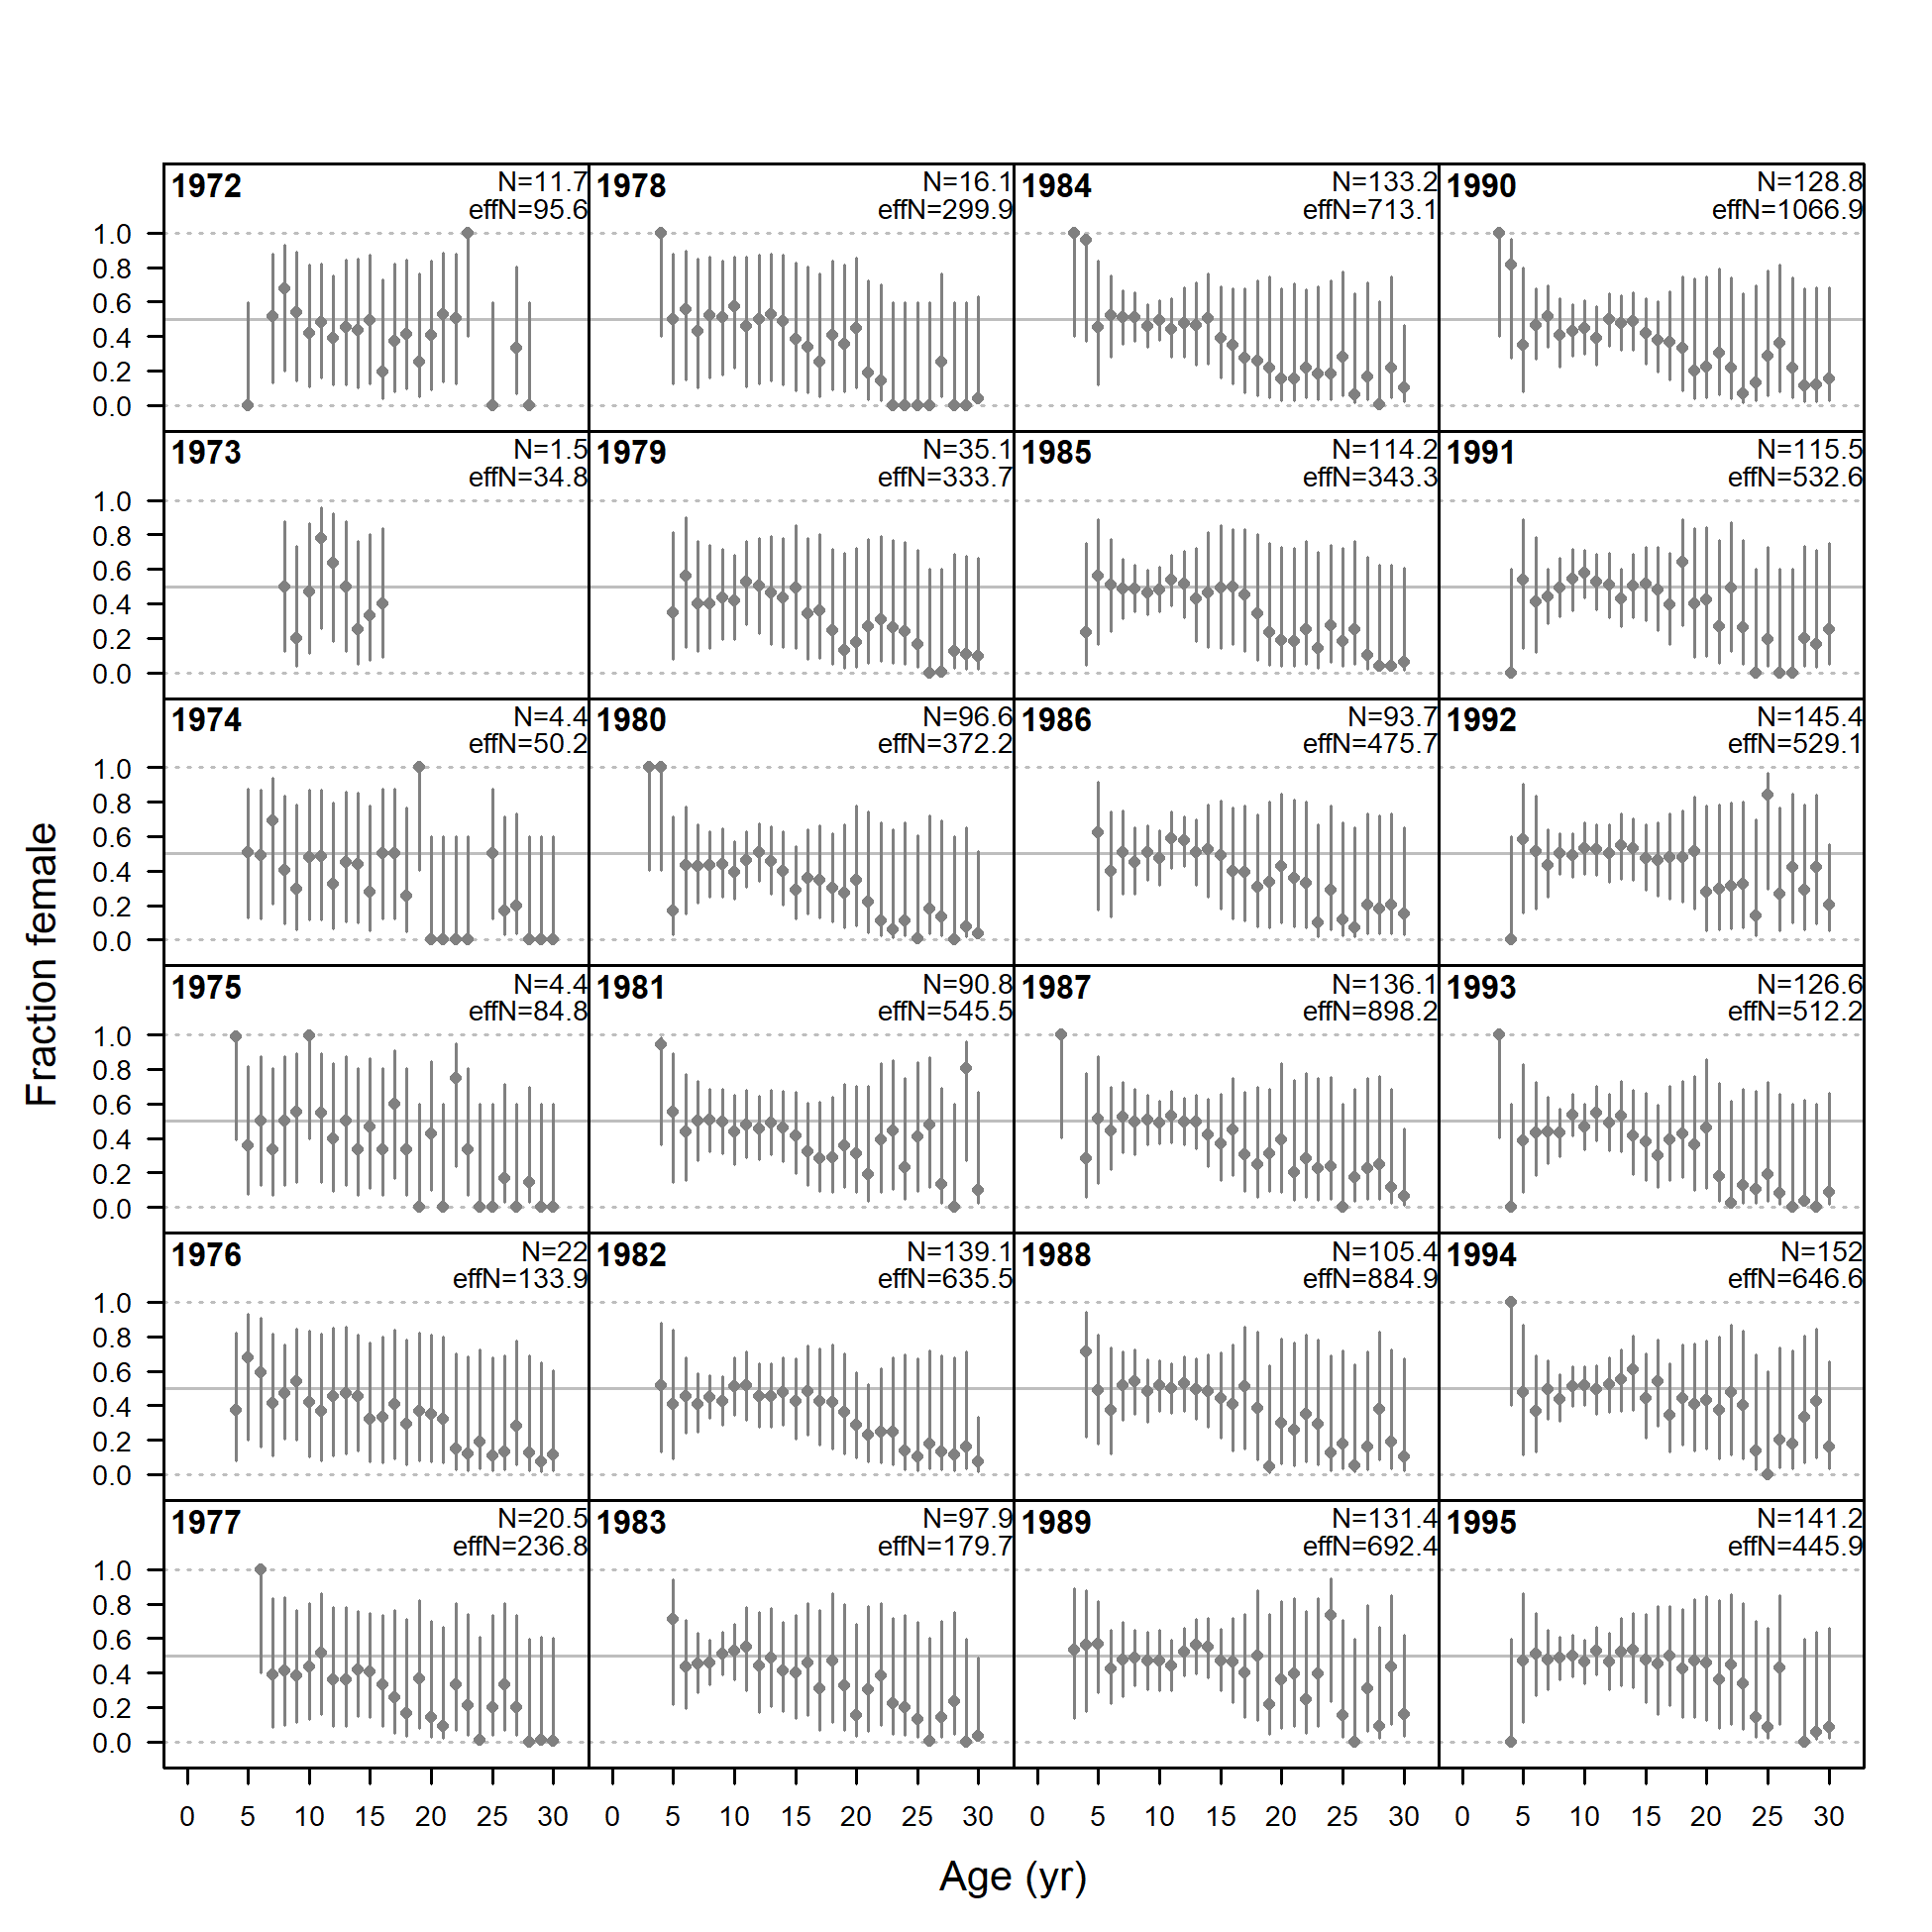 1972 N=11.7 1978 N=16.1 1984 N=133.2 1990 N=128.8
effN=95.6 effN=299.9 effN=713.1 effN=1066.9
1.0
0.8
0.6
0.4
0.2
0.0
1973 N=1.5 1979 N=35.1 1985 N=114.2 1991 N=115.5
effN=34.8 effN=333.7 effN=343.3 effN=532.6
1.0
0.8
0.6
0.4
0.2
0.0
1974 N=4.4 1980 N=96.6 1986 N=93.7 1992 N=145.4
effN=50.2 effN=372.2 effN=475.7 effN=529.1
1.0
0.8
0.6
0.4
0.2
0.0
Fraction female
1975 N=4.4 1981 N=90.8 1987 N=136.1 1993 N=126.6
effN=84.8 effN=545.5 effN=898.2 effN=512.2
1.0
0.8
0.6
0.4
0.2
0.0
1976 N=22 1982 N=139.1 1988 N=105.4 1994 N=152
effN=133.9 effN=635.5 effN=884.9 effN=646.6
1.0
0.8
0.6
0.4
0.2
0.0
1977 N=20.5 1983 N=97.9 1989 N=131.4 1995 N=141.2
effN=236.8 effN=179.7 effN=692.4 effN=445.9
1.0
0.8
0.6
0.4
0.2
0.0
0 5 10 15 20 25 30 0 5 10 15 20 25 30 0 5 10 15 20 25 30 0 5 10 15 20 25 30
Age (yr)